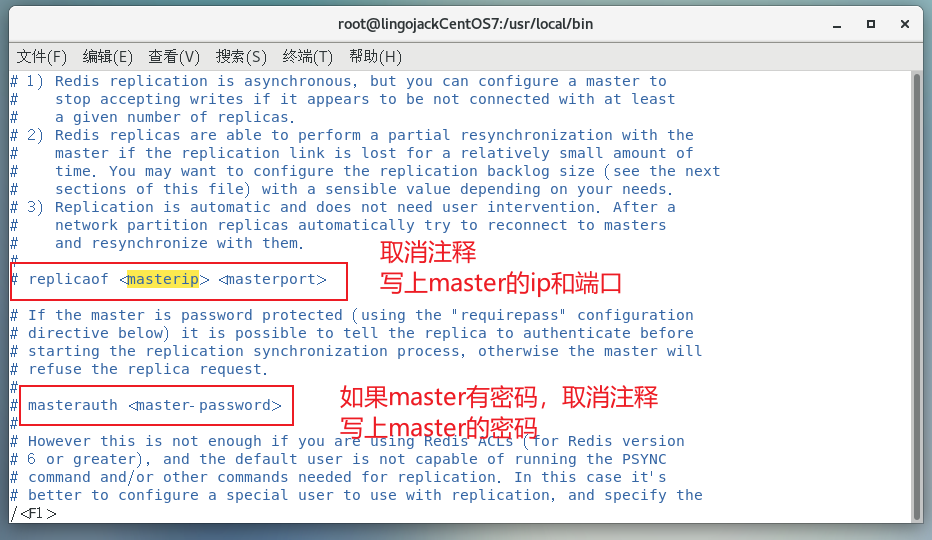 root@lingojackCentOS7:/usr/local/bin
文件(F) 编辑(E) 查看(V) 搜索(S) 终端(T) 帮助(H)
# 1) Redis replication is asynchronous, but you can configure a master to
#    stop accepting writes if it appears to be not connected with at least
#    a given number of replicas.
# 2) Redis replicas are able to perform a partial resynchronization with the
#    master if the replication link is lost for a relatively small amount of
#    time. You may want to configure the replication backlog size (see the next
#    sections of this file) with a sensible value depending on your needs.
# 3) Replication is automatic and does not need user intervention. After a
#    network partition replicas automatically try to reconnect to masters
#    and resynchronize with them.
#
取消注释
# replicaof <masterip> <masterport>
写上master的ip和端口
# If the master is password protected (using the "requirepass" configuration
# directive below) it is possible to tell the replica to authenticate before
# starting the replication synchronization process, otherwise the master will
# refuse the replica request.
#
如果master有密码，取消注释
# masterauth <master-password>
写上master的密码
#
# However this is not enough if you are using Redis ACLs (for Redis version
# 6 or greater), and the default user is not capable of running the PSYNC
# command and/or other commands needed for replication. In this case it's
# better to configure a special user to use with replication, and specify the
/<F1>